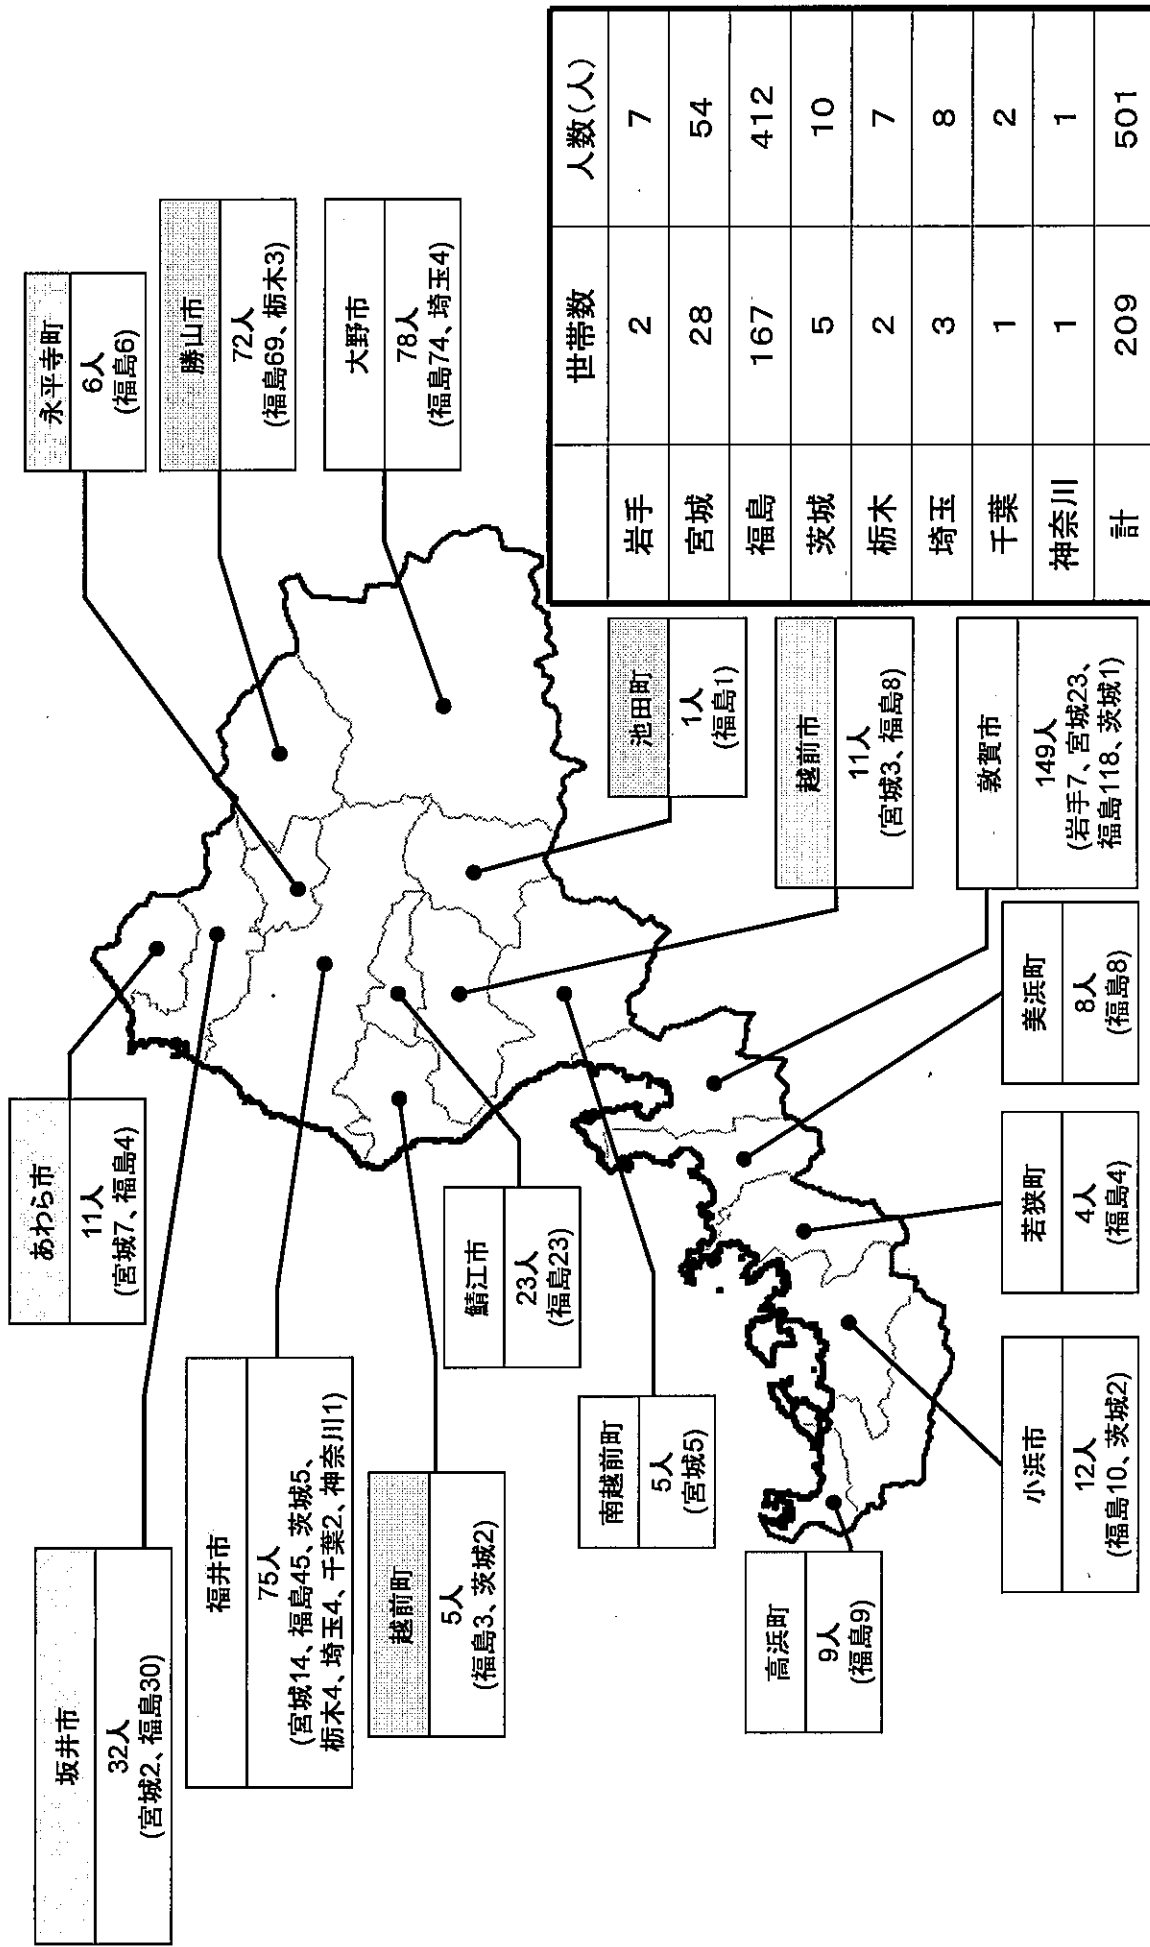 坂井市
32人
(宮城2、福島30)
あわら市
11人
(宮城7、福島4)
永平寺町
6人
(福島6)
勝山市
72人
(福島69、栃木3)
大野市
78人
(福島74、埼玉4)
福井市
75人
(宮城14、福島45、茨城5、
栃木4、埼玉4、千葉2、神奈川1)
越前町
5人
(福島3、茨城2)
鯖江市
23人
(福島23)
南越前町
5人
(宮城5)
池田町
1人
(福島1)
越前市
11人
(宮城3、福島8)
敦賀市
149人
(岩手7、宮城23、
福島118、茨城1)
高浜町
9人
(福島9)
小浜市
12人
(福島10、茨城2)
若狭町
4人
(福島4)
美浜町
8人
(福島8)
世帯数 人数(人)
岩手 2 7
宮城 28 54
福島 167 412
茨城 5 10
栃木 2 7
埼玉 3 8
千葉 1 2
神奈川 1 1
計 209 501